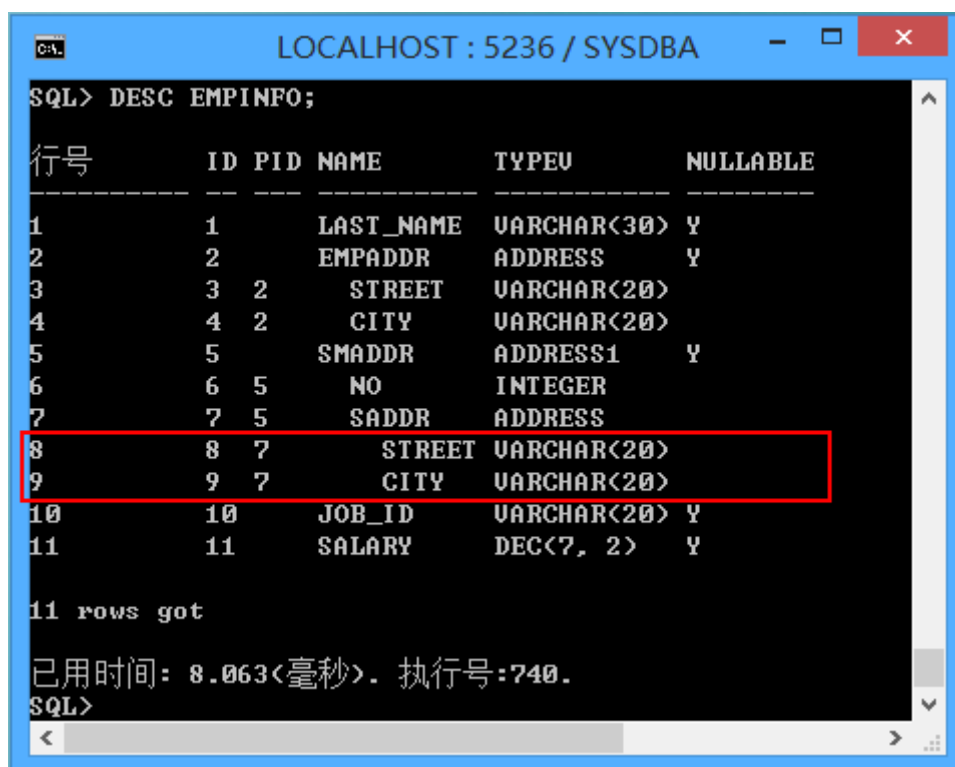 LOCALHOST : 5236 / SYSDBA
SQL> DESC EMPINFO;
行号 ID PID NAME TYPEV NULLABLE
---------- -- --- ---------- ----------- --------
1 1 LAST_NAME VARCHAR(30) Y
2 2 EMPADDR ADDRESS Y
3 3 2 STREET VARCHAR(20)
4 4 2 CITY VARCHAR(20)
5 5 SMADDR ADDRESS1 Y
6 6 5 NO INTEGER
7 7 5 SADDR ADDRESS
8 8 7 STREET VARCHAR(20)
9 9 7 CITY VARCHAR(20)
10 10 JOB_ID VARCHAR(20) Y
11 11 SALARY DEC(7, 2) Y
11 rows got
已用时间: 8.063(毫秒). 执行号:740.
SQL>